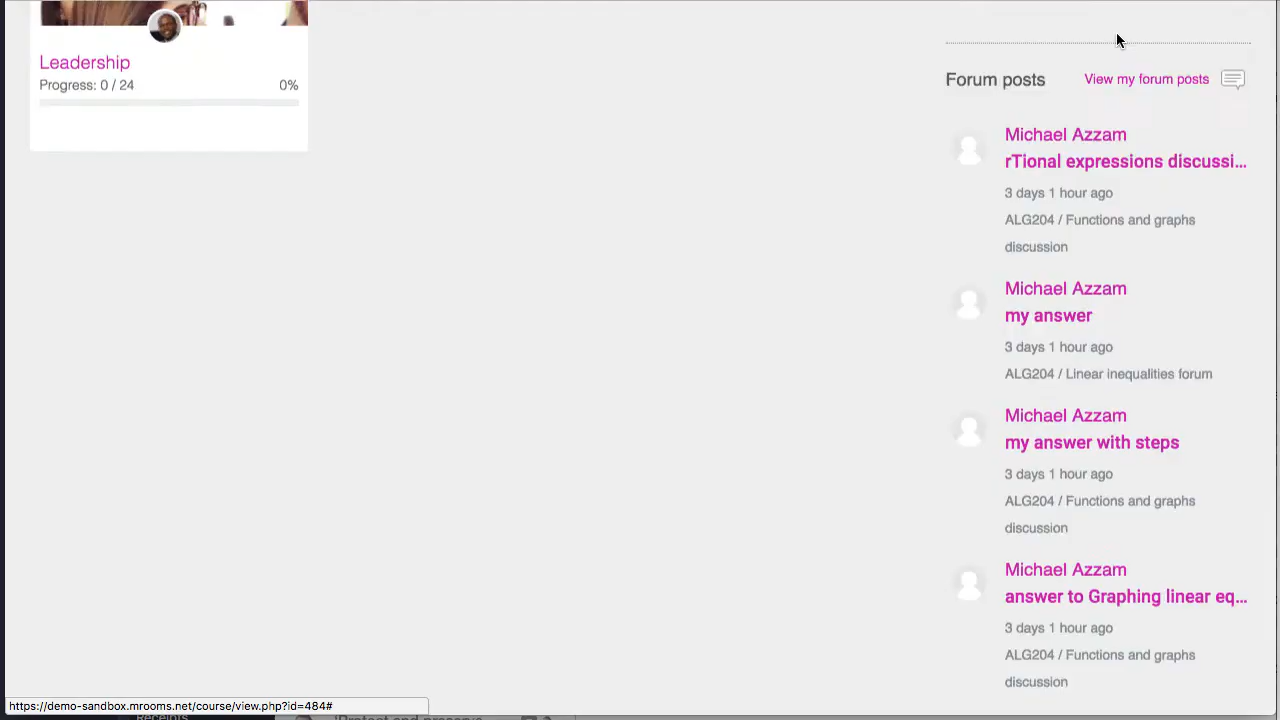 Leadership
Progress: 0 / 24 0%
Forum posts View my forum posts
Michael Azzam
rTional expressions discussi...
3 days 1 hour ago
ALG204 / Functions and graphs
discussion
Michael Azzam
my answer
3 days 1 hour ago
ALG204 / Linear inequalities forum
Michael Azzam
my answer with steps
3 days 1 hour ago
ALG204 / Functions and graphs
discussion
Michael Azzam
answer to Graphing linear eq...
3 days 1 hour ago
ALG204 / Functions and graphs
discussion
https://demo-sandbox.mrooms.net/course/view.php?id=484#
Receipts